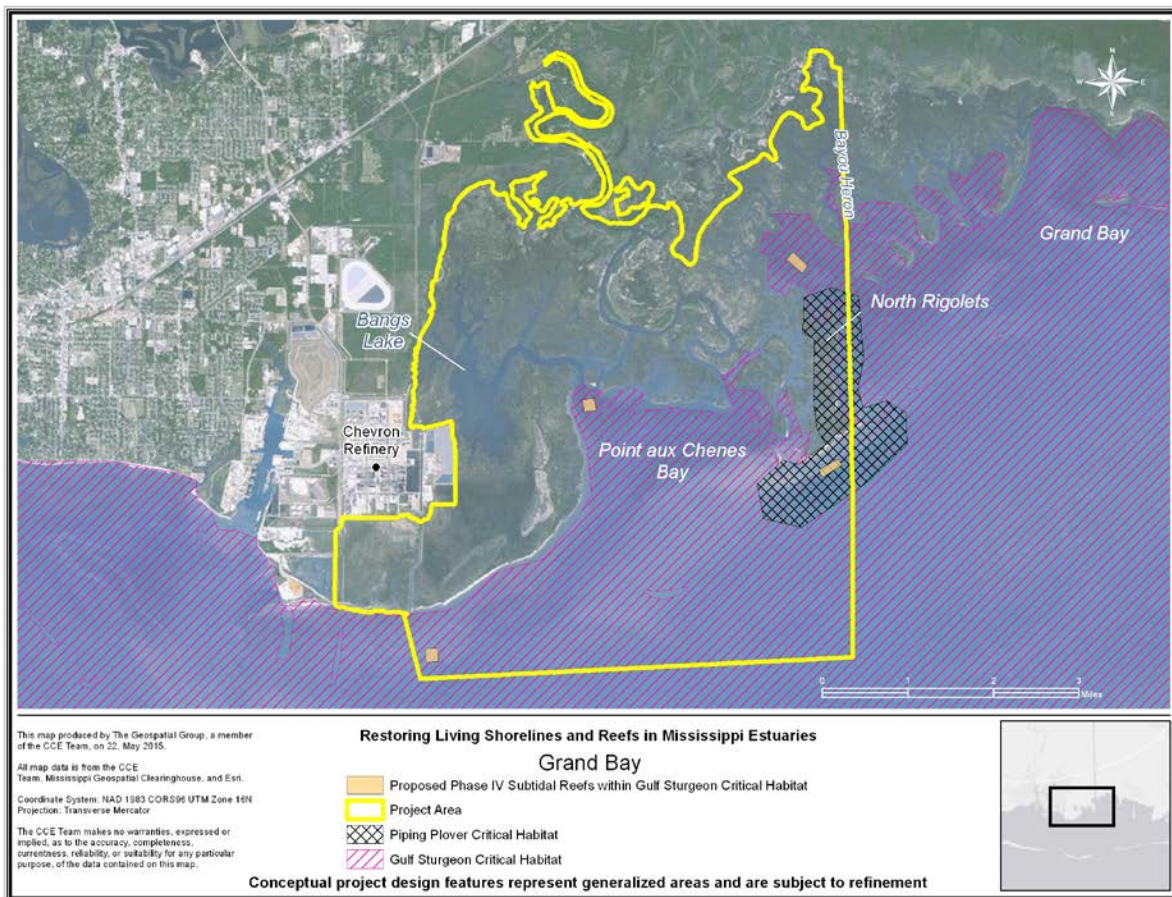 N
W
E
S
Bayou Heron
Grand Bay
North Rigolets
Bangs
Lake
Chevron
Refinery
Point aux Chenes
Bay
0 1 2 3
Miles
This map produced by The Geospatial Group, a member
of the CCE Team, on 22, May 2015.
All map data is from the CCE
Team, Mississippi Geospatial Clearinghouse, and Esri.
Coordinate System: NAD 1983 CORS96 UTM Zone 16N
Projection: Transverse Mercator
The CCE Team makes no warranties, expressed or
implied, as to the accuracy, completeness,
currentness, reliability, or suitability for any particular
purpose, of the data contained on this map.
Restoring Living Shorelines and Reefs in Mississippi Estuaries
Grand Bay
Proposed Phase IV Subtidal Reefs within Gulf Sturgeon Critical Habitat
Project Area
Piping Plover Critical Habitat
Gulf Sturgeon Critical Habitat
Conceptual project design features represent generalized areas and are subject to refinement